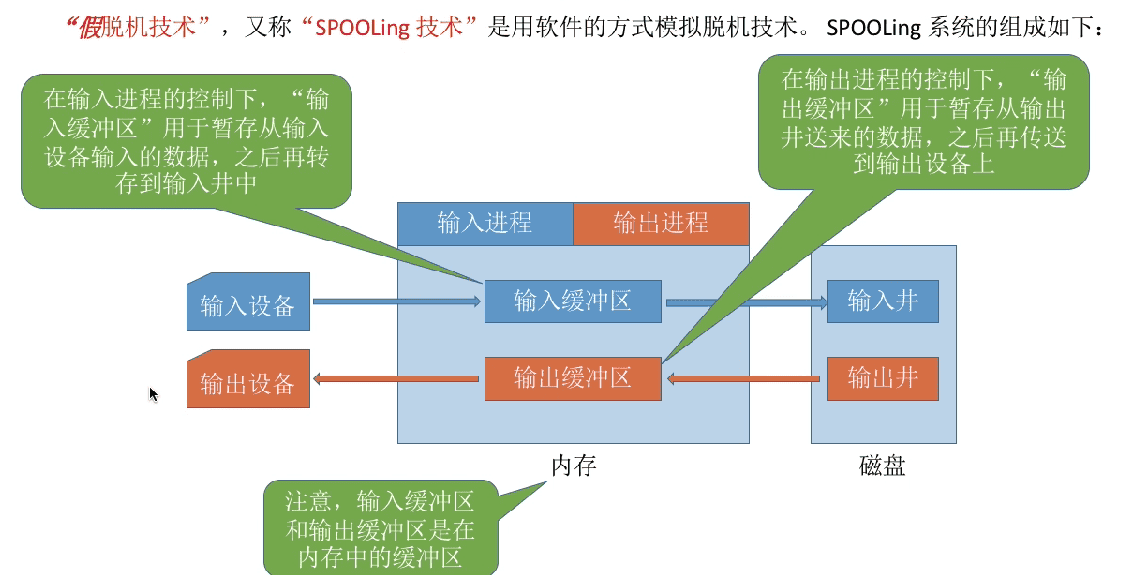 “假脱机技术”，又称“SPOOLing 技术”是用软件的方式模拟脱机技术。SPOOLing 系统的组成如下：
在输入进程的控制下，“输
入缓冲区”用于暂存从输入
设备输入的数据，之后再转
存到输入井中
在输出进程的控制下，“输
出缓冲区”用于暂存从输出
井送来的数据，之后再传送
到输出设备上
输入进程
输出进程
输入设备
输入缓冲区
输入井
输出设备
输出缓冲区
输出井
内存
磁盘
注意，输入缓冲区
和输出缓冲区是在
内存中的缓冲区